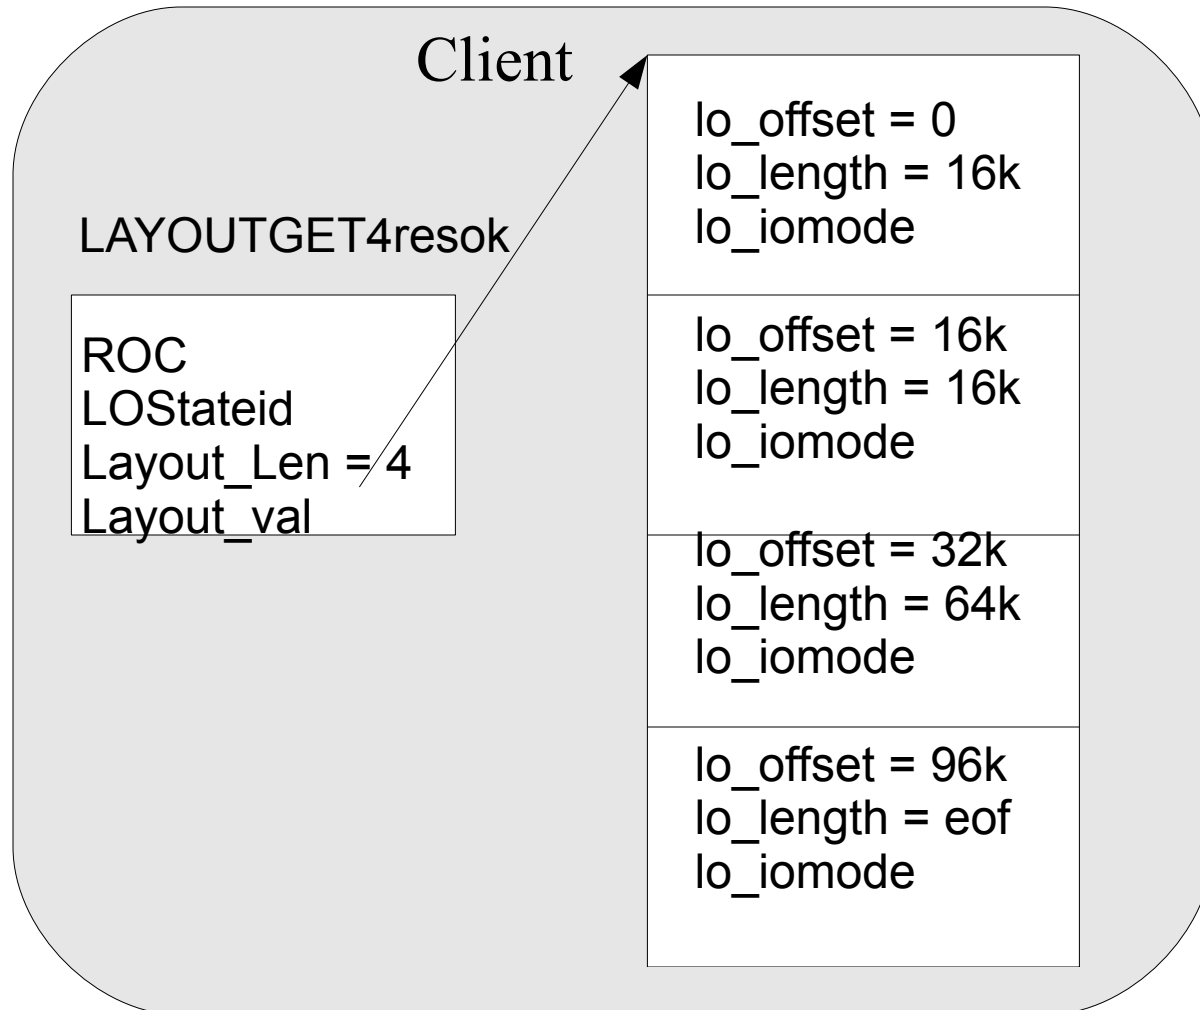 Client
LAYOUTGET4resok
ROC
LOStateid
Layout_Len = 4
Layout_val
lo_offset = 0
lo_length = 16k
lo_iomode
lo_offset = 16k
lo_length = 16k
lo_iomode
lo_offset = 32k
lo_length = 64k
lo_iomode
lo_offset = 96k
lo_length = eof
lo_iomode